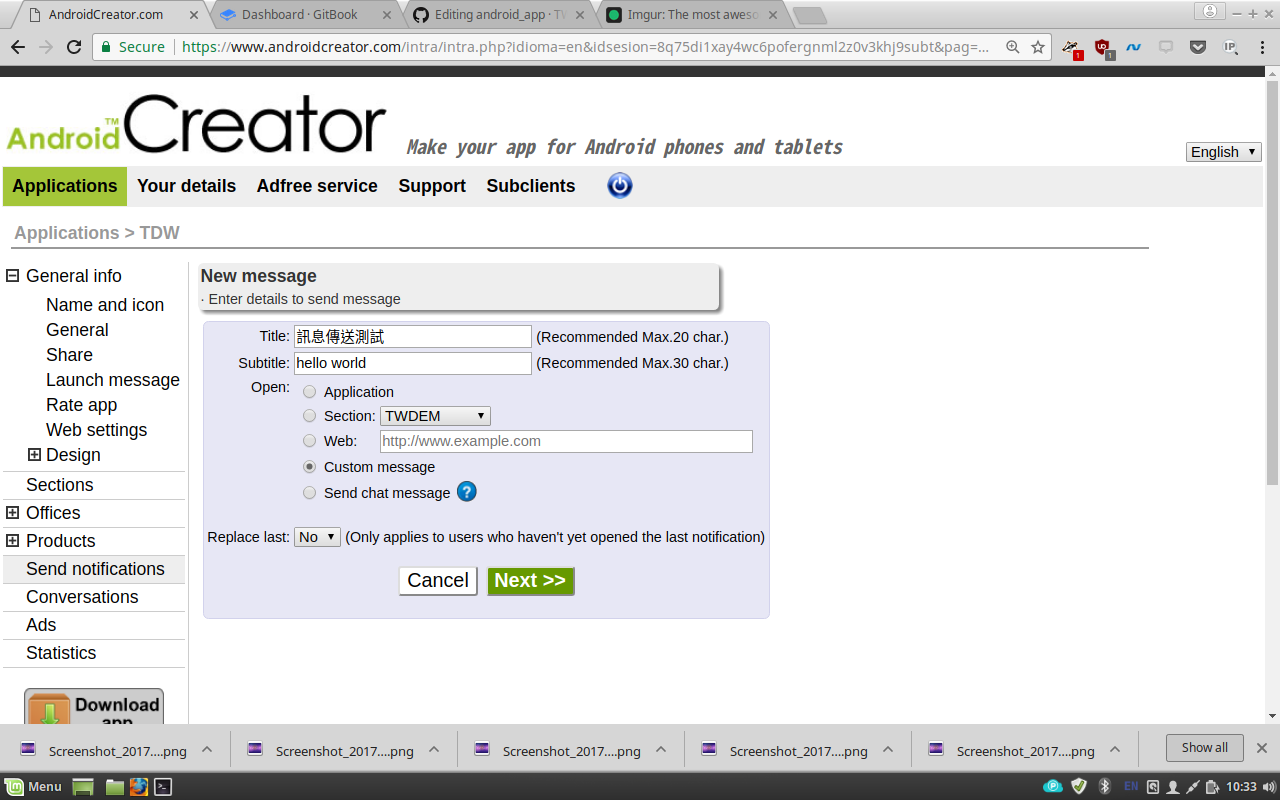 AndroidCreator.com
Dashboard · GitBook
Editing android_app · TW
Imgur: The most aweso
Secure
https://www.androidcreator.com/intra/intra.php?idioma=en&idsesion=8q75di1xay4wc6pofergnml2z0v3khj9subt&pag=...
1
1
IP
Android™Creator
Make your app for Android phones and tablets
English
Applications
Your details
Adfree service
Support
Subclients
Applications > TDW
General info
Name and icon
General
Share
Launch message
Rate app
Web settings
Design
Sections
Offices
Products
Send notifications
Conversations
Ads
Statistics
Download
app
New message
· Enter details to send message
Title: 訊息傳送測試 (Recommended Max.20 char.)
Subtitle: hello world (Recommended Max.30 char.)
Open:
Application
Section: TWDEM
Web: http://www.example.com
Custom message
Send chat message ?
Replace last: No (Only applies to users who haven't yet opened the last notification)
Cancel
Next >>
Screenshot_2017....png
Screenshot_2017....png
Screenshot_2017....png
Screenshot_2017....png
Screenshot_2017....png
Show all
Menu
EN
10:33